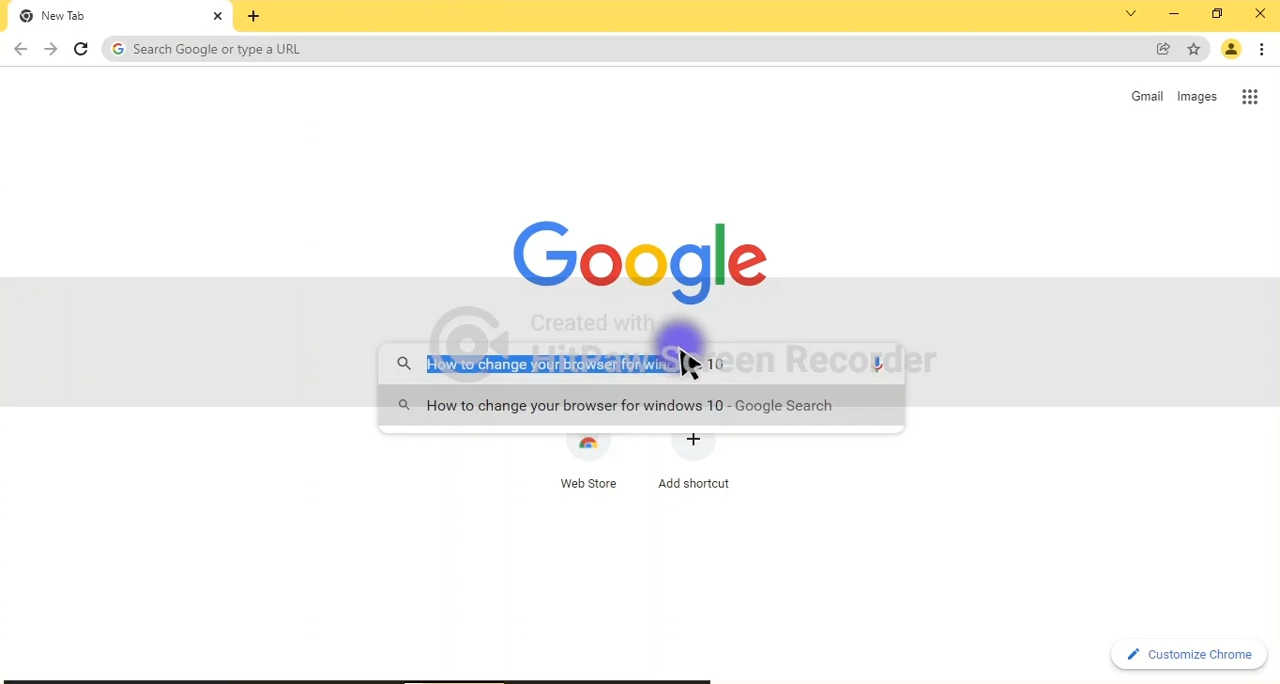 New Tab
Search Google or type a URL
Gmail Images
Google
Created with
HitPaw Screen Recorder
How to change your browser for windows 10
How to change your browser for windows 10 - Google Search
Web Store Add shortcut
Customize Chrome